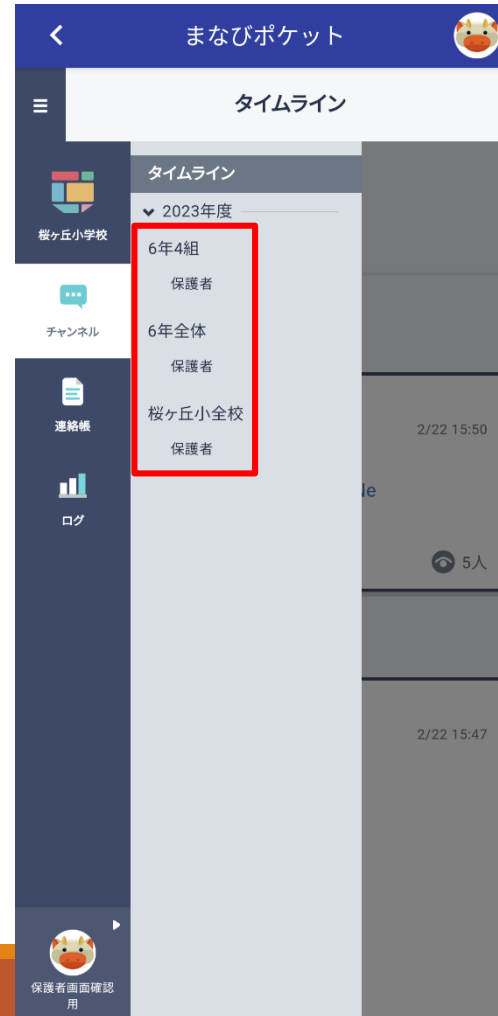 まなびポケット
タイムライン
桜ヶ丘小学校
チャンネル
連絡帳
ログ
タイムライン
2023年度
6年4組
保護者
6年全体
保護者
桜ヶ丘小全校
保護者
2/22 15:50
5人
2/22 15:47
保護者画面確認
用